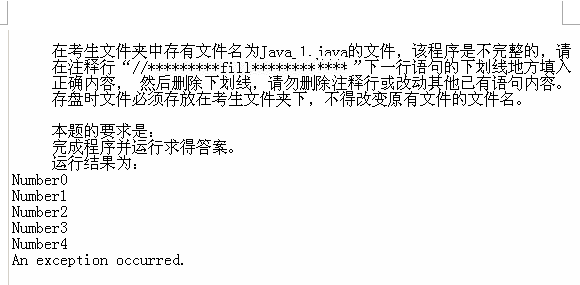 在考生文件夹中存有文件名为Java_1.java的文件，该程序是不完整的，请
在注释行“//*********fill************”下一行语句的下划线地方填入
正确内容， 然后删除下划线，请勿删除注释行或改动其他已有语句内容。
存盘时文件必须存放在考生文件夹下，不得改变原有文件的文件名。
本题的要求是：
完成程序并运行求得答案。
运行结果为：
Number0
Number1
Number2
Number3
Number4
An exception occurred.